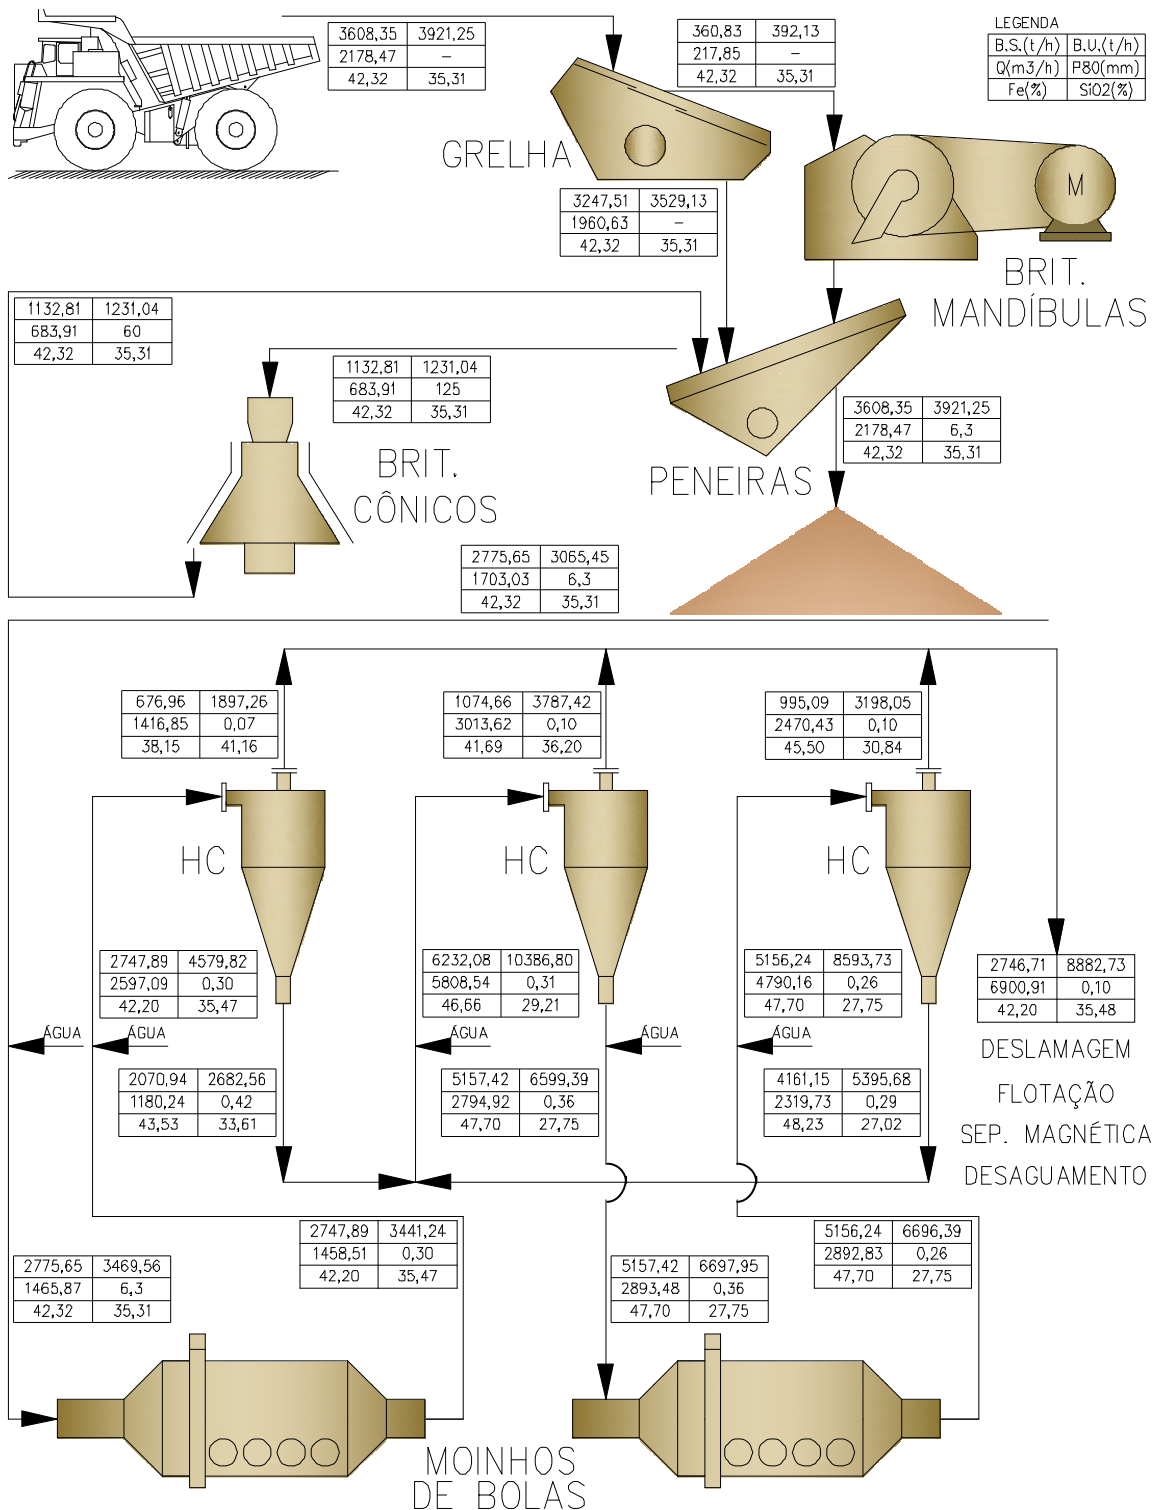 LEGENDA
B.S.(t/h) B.U.(t/h)
Q(m3/h) P80(mm)
Fe(%) SiO2(%)
3608,35 3921,25
2178,47 –
42,32 35,31
360,83 392,13
217,85 –
42,32 35,31
GRELHA
M
3247,51 3529,13
1960,63 –
42,32 35,31
BRIT.
MANDÍBULAS
1132,81 1231,04
683,91 60
42,32 35,31
1132,81 1231,04
683,91 125
42,32 35,31
3608,35 3921,25
2178,47 6,3
42,32 35,31
BRIT.
CÔNICOS
PENEIRAS
2775,65 3065,45
1703,03 6,3
42,32 35,31
676,96 1897,26
1416,85 0,07
38,15 41,16
1074,66 3787,42
3013,62 0,10
41,69 36,20
995,09 3198,05
2470,43 0,10
45,50 30,84
HC
HC
HC
2747,89 4579,82
2597,09 0,30
42,20 35,47
6232,08 10386,80
5808,54 0,31
46,66 29,21
5156,24 8593,73
4790,16 0,26
47,70 27,75
2746,71 8882,73
6900,91 0,10
42,20 35,48
ÁGUA
ÁGUA
ÁGUA
ÁGUA
ÁGUA
DESLAMAGEM
FLOTAÇÃO
SEP. MAGNÉTICA
DESAGUAMENTO
2070,94 2682,56
1180,24 0,42
43,53 33,61
5157,42 6599,39
2794,92 0,36
47,70 27,75
4161,15 5395,68
2319,73 0,29
48,23 27,02
2747,89 3441,24
1458,51 0,30
42,20 35,47
5156,24 6696,39
2892,83 0,26
47,70 27,75
2775,65 3469,56
1465,87 6,3
42,32 35,31
5157,42 6697,95
2893,48 0,36
47,70 27,75
MOINHOS
DE BOLAS